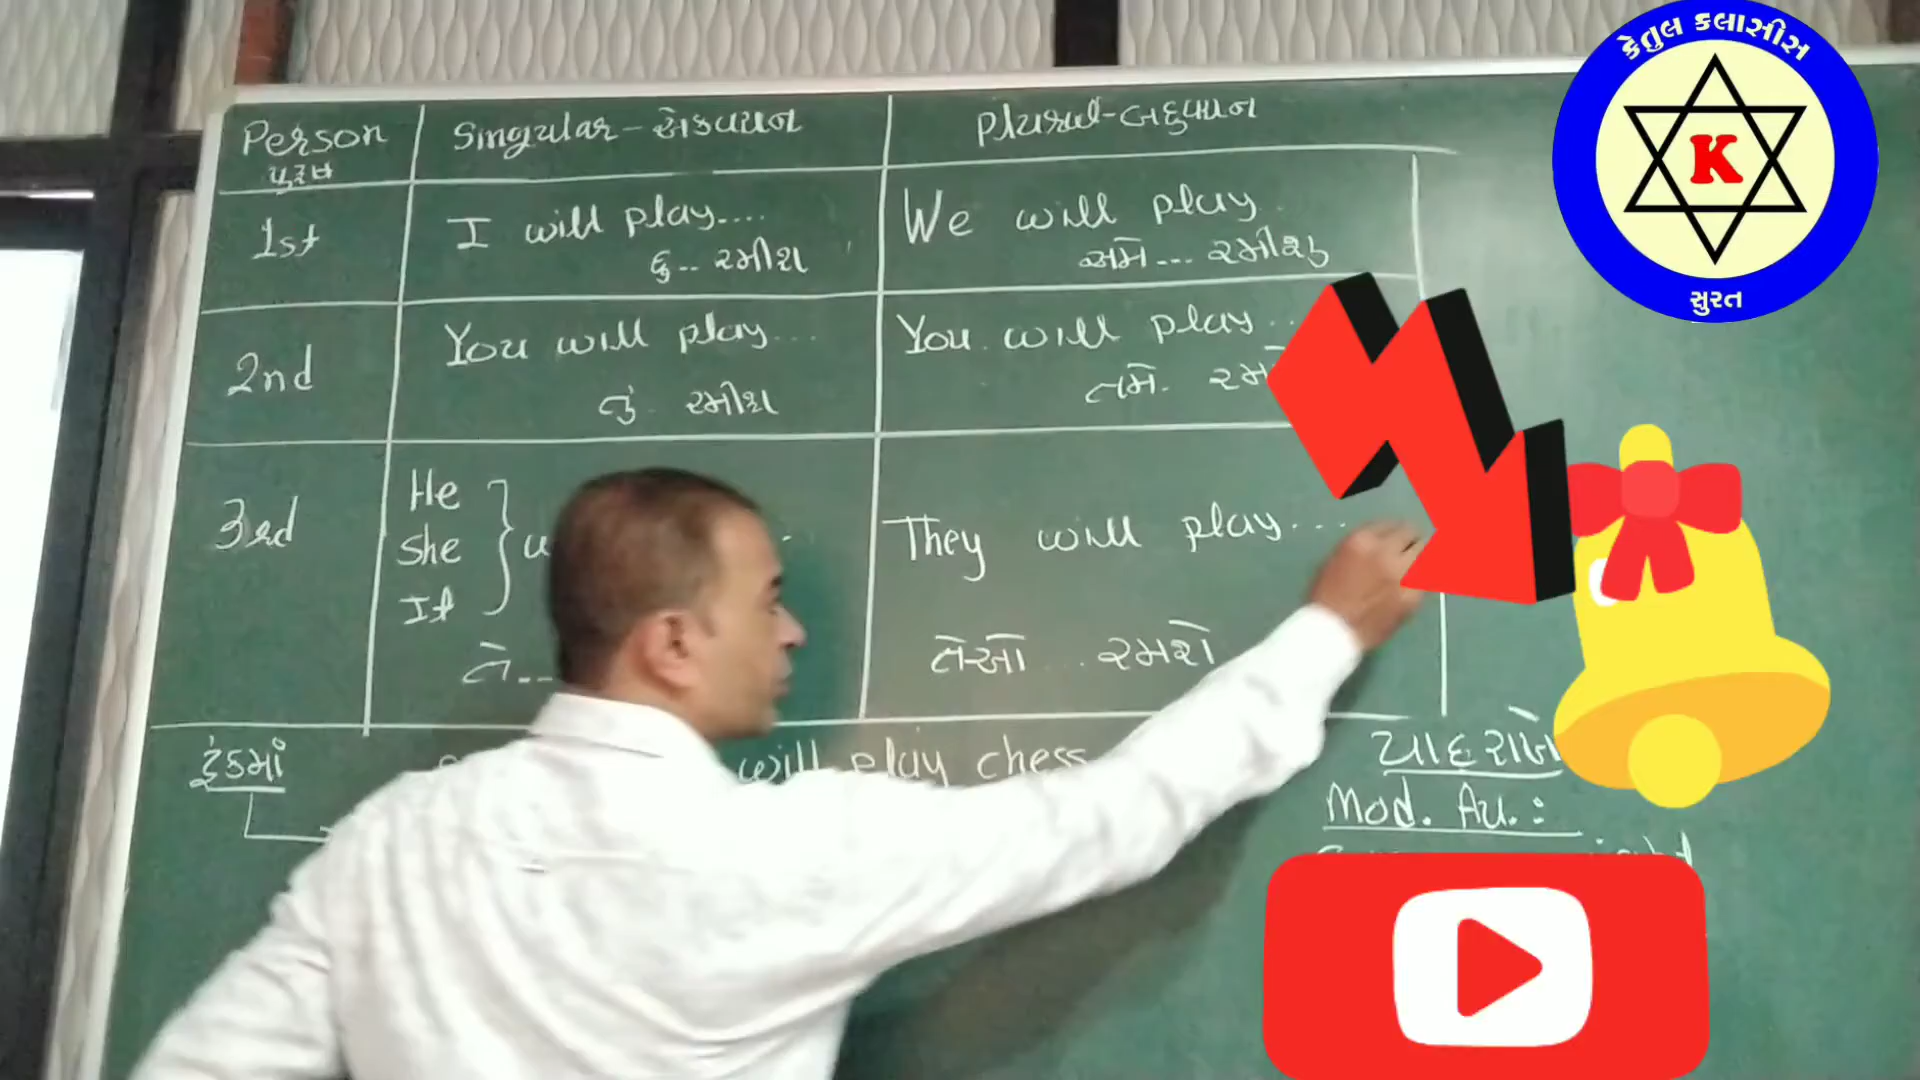 કેતુલ કલાસીસ
K
સુરત
Person
પુરૂષ
Singular - એકવચન
Plural - બહુવચન
1st
I will play....
હું... રમીશ
We will play
અમે... રમીશું
2nd
You will play...
તું રમીશ
You will play..
તમે.
3rd
He
She
It
તે...
They will play...
તેઓ .. રમશે
ટૂંકમાં
will play chess
યાદ રાખો
Mod. Au.: